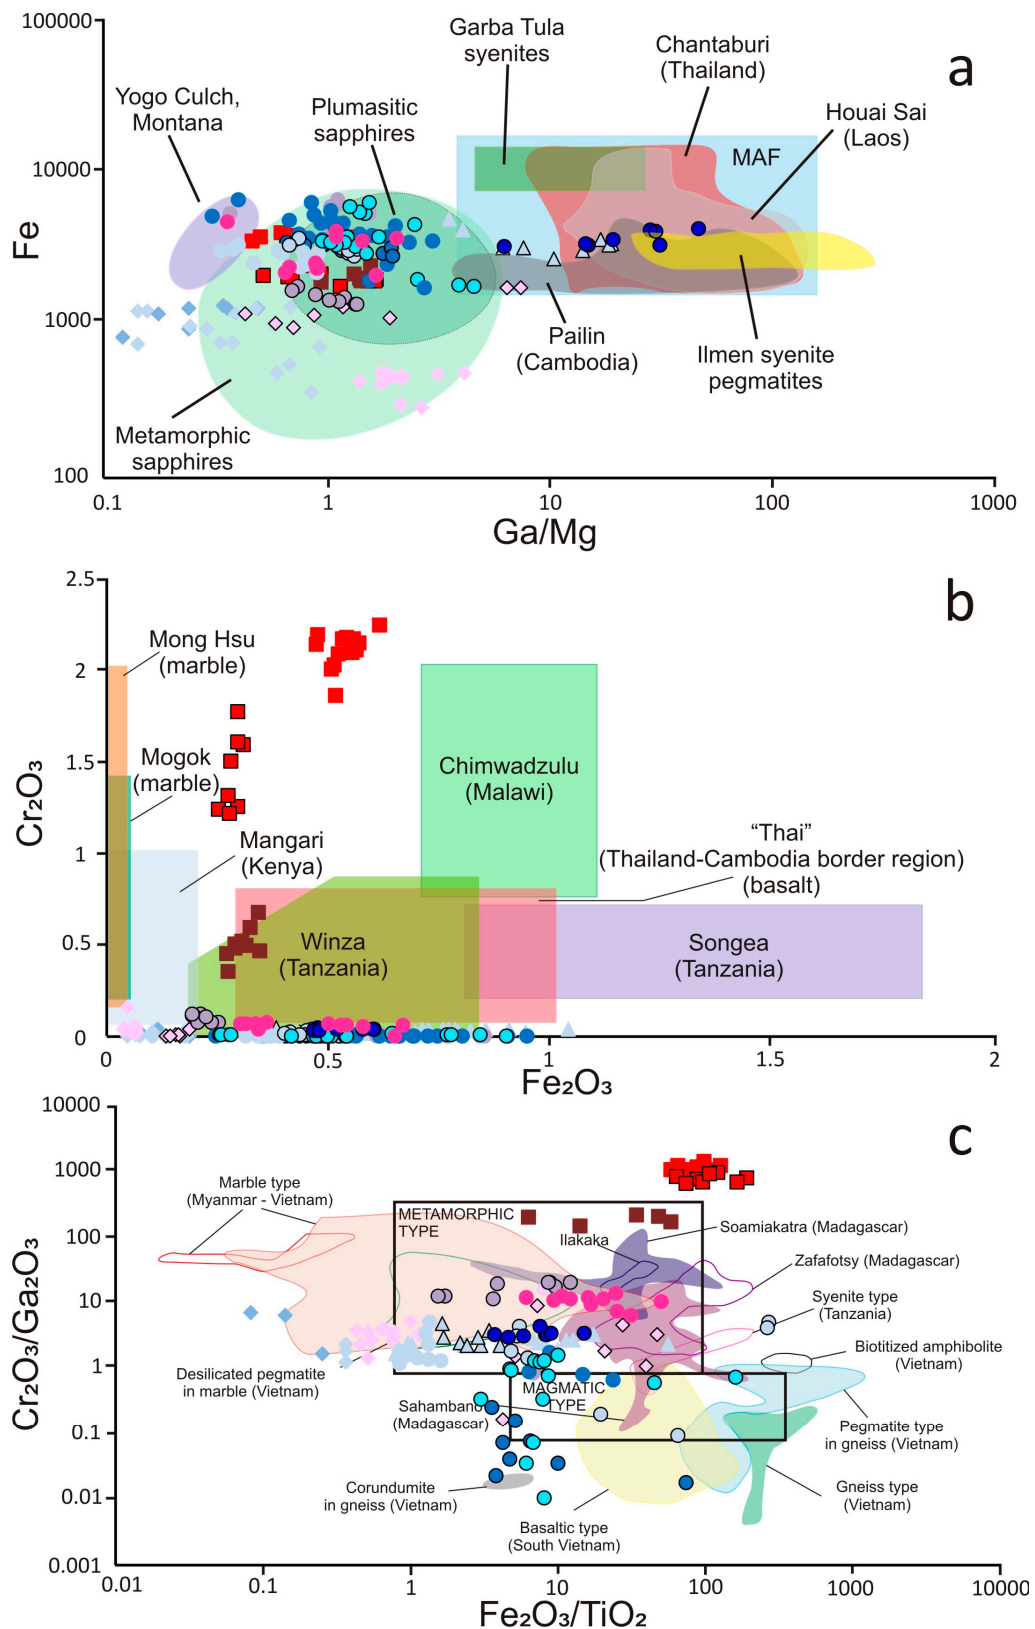 100000
Garba Tula
syenites
Chantaburi
(Thailand)
a
Yogo Culch,
Montana
Plumasitic
sapphires
Houai Sai
(Laos)
MAF
10000
Fe
1000
Pailin
(Cambodia)
Ilmen syenite
pegmatites
Metamorphic
sapphires
100
0.1
1
10
100
1000
Ga/Mg
2.5
b
Mong Hsu
(marble)
2
Mogok
(marble)
Chimwadzulu
(Malawi)
1.5
Cr₂O₃
Mangari
(Kenya)
“Thai”
(Thailand-Cambodia border region)
(basalt)
1
Winza
(Tanzania)
Songea
(Tanzania)
0.5
0
0
0.5
1
1.5
2
Fe₂O₃
10000
c
1000
Marble type
(Myanmar - Vietnam)
METAMORPHIC
TYPE
Ilakaka
Soamiakatra (Madagascar)
100
Zafafotsy (Madagascar)
Cr₂O₃/Ga₂O₃
10
Syenite type
(Tanzania)
Biotitized amphibolite
(Vietnam)
1
Desilicated pegmatite
in marble (Vietnam)
MAGMATIC
TYPE
Sahambano
(Madagascar)
Pegmatite type
in gneiss (Vietnam)
0.1
Corundumite
in gneiss (Vietnam)
Gneiss type
(Vietnam)
0.01
Basaltic type
(South Vietnam)
0.001
0.01
0.1
1
10
100
1000
10000
Fe₂O₃/TiO₂